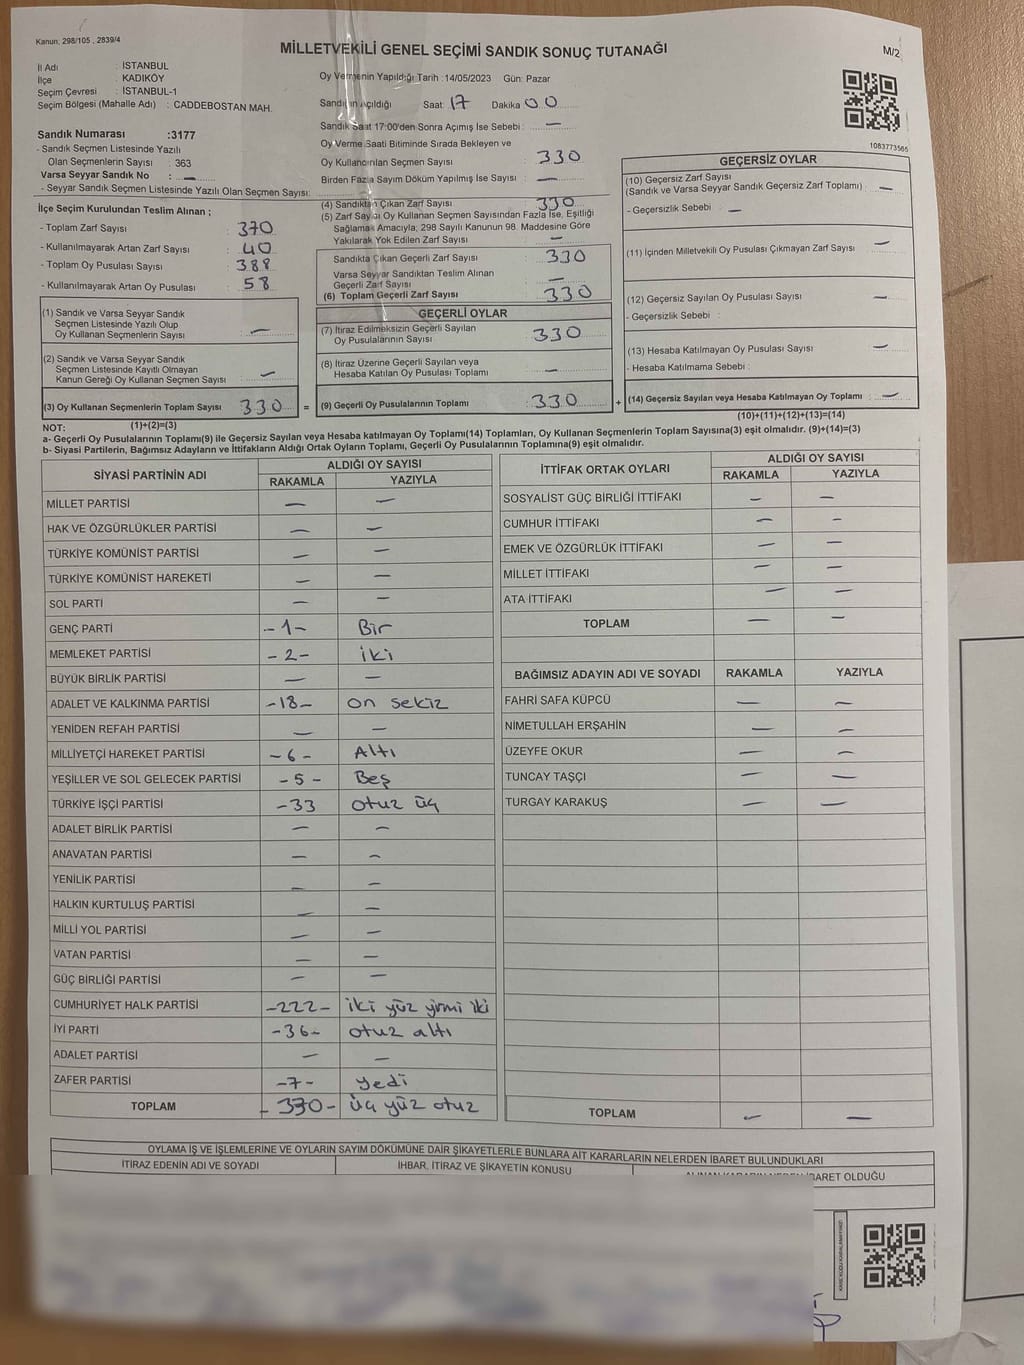 Kanun: 298/105 , 2839/4
MİLLETVEKİLİ GENEL SEÇİMİ SANDIK SONUÇ TUTANAĞI
M/2
İl Adı : İSTANBUL
İlçe : KADIKÖY
Seçim Çevresi : İSTANBUL-1
Seçim Bölgesi (Mahalle Adı) : CADDEBOSTAN MAH.
Oy Vermenin Yapıldığı Tarih :14/05/2023 Gün: Pazar
Sandığın Açıldığı Saat: 17 Dakika 00
Sandık Saat 17:00'den Sonra Açımış İse Sebebi : —
Oy Verme Saati Bitiminde Sırada Bekleyen ve
Oy Kullandırılan Seçmen Sayısı : 330
Birden Fazla Sayım Döküm Yapılmış İse Sayısı : —
1083773565
Sandık Numarası :3177
- Sandık Seçmen Listesinde Yazılı
Olan Seçmenlerin Sayısı : 363
Varsa Seyyar Sandık No : —
- Seyyar Sandık Seçmen Listesinde Yazılı Olan Seçmen Sayısı:
İlçe Seçim Kurulundan Teslim Alınan ;
- Toplam Zarf Sayısı : 370
- Kullanılmayarak Artan Zarf Sayısı : 40
- Toplam Oy Pusulası Sayısı : 388
- Kullanılmayarak Artan Oy Pusulası : 58
(4) Sandıktan Çıkan Zarf Sayısı : 330
(5) Zarf Sayısı Oy Kullanan Seçmen Sayısından Fazla İse, Eşitliği
Sağlamak Amacıyla; 298 Sayılı Kanunun 98. Maddesine Göre
Yakılarak Yok Edilen Zarf Sayısı : —
Sandıkta Çıkan Geçerli Zarf Sayısı : 330
Varsa Seyyar Sandıktan Teslim Alınan
Geçerli Zarf Sayısı : —
(6) Toplam Geçerli Zarf Sayısı : 330
GEÇERSİZ OYLAR
(10) Geçersiz Zarf Sayısı
(Sandık ve Varsa Seyyar Sandık Geçersiz Zarf Toplamı) : —
- Geçersizlik Sebebi : —
(11) İçinden Milletvekili Oy Pusulası Çıkmayan Zarf Sayısı : —
(12) Geçersiz Sayılan Oy Pusulası Sayısı : —
- Geçersizlik Sebebi :
(13) Hesaba Katılmayan Oy Pusulası Sayısı : —
- Hesaba Katılmama Sebebi :
(14) Geçersiz Sayılan veya Hesaba Katılmayan Oy Toplamı : —
(10)+(11)+(12)+(13)=(14)
(1) Sandık ve Varsa Seyyar Sandık
Seçmen Listesinde Yazılı Olup
Oy Kullanan Seçmenlerin Sayısı : —
(2) Sandık ve Varsa Seyyar Sandık
Seçmen Listesinde Kayıtlı Olmayan
Kanun Gereği Oy Kullanan Seçmen Sayısı : —
(3) Oy Kullanan Seçmenlerin Toplam Sayısı : 330 =
(1)+(2)=(3)
GEÇERLİ OYLAR
(7) İtiraz Edilmeksizin Geçerli Sayılan
Oy Pusulalarının Sayısı : 330
(8) İtiraz Üzerine Geçerli Sayılan veya
Hesaba Katılan Oy Pusulası Toplamı : —
(9) Geçerli Oy Pusulalarının Toplamı : 330 +
NOT:
a- Geçerli Oy Pusulalarının Toplamı(9) ile Geçersiz Sayılan veya Hesaba katılmayan Oy Toplamı(14) Toplamları, Oy Kullanan Seçmenlerin Toplam Sayısına(3) eşit olmalıdır. (9)+(14)=(3)
b- Siyasi Partilerin, Bağımsız Adayların ve İttifakların Aldığı Ortak Oyların Toplamı, Geçerli Oy Pusulalarının Toplamına(9) eşit olmalıdır.
SİYASİ PARTİNİN ADI ALDIĞI OY SAYISI
RAKAMLA YAZIYLA
MİLLET PARTİSİ — —
HAK VE ÖZGÜRLÜKLER PARTİSİ — —
TÜRKİYE KOMÜNİST PARTİSİ — —
TÜRKİYE KOMÜNİST HAREKETİ — —
SOL PARTİ — —
GENÇ PARTİ -1- Bir
MEMLEKET PARTİSİ -2- iki
BÜYÜK BİRLİK PARTİSİ — —
ADALET VE KALKINMA PARTİSİ -18- on sekiz
YENİDEN REFAH PARTİSİ — —
MİLLİYETÇİ HAREKET PARTİSİ -6- Altı
YEŞİLLER VE SOL GELECEK PARTİSİ -5- Beş
TÜRKİYE İŞÇİ PARTİSİ -33 otuz üç
ADALET BİRLİK PARTİSİ — —
ANAVATAN PARTİSİ — —
YENİLİK PARTİSİ — —
HALKIN KURTULUŞ PARTİSİ — —
MİLLİ YOL PARTİSİ — —
VATAN PARTİSİ — —
GÜÇ BİRLİĞİ PARTİSİ — —
CUMHURİYET HALK PARTİSİ -222- iki yüz yirmi iki
İYİ PARTİ -36- otuz altı
ADALET PARTİSİ — —
ZAFER PARTİSİ -7- yedi
TOPLAM - 330- üç yüz otuz
İTTİFAK ORTAK OYLARI ALDIĞI OY SAYISI
RAKAMLA YAZIYLA
SOSYALİST GÜÇ BİRLİĞİ İTTİFAKI — —
CUMHUR İTTİFAKI — —
EMEK VE ÖZGÜRLÜK İTTİFAKI — —
MİLLET İTTİFAKI — —
ATA İTTİFAKI — —
TOPLAM — —
BAĞIMSIZ ADAYIN ADI VE SOYADI RAKAMLA YAZIYLA
FAHRİ SAFA KÜPCÜ — —
NİMETULLAH ERŞAHİN — —
ÜZEYFE OKUR — —
TUNCAY TAŞÇI — —
TURGAY KARAKUŞ — —
TOPLAM — —
OYLAMA İŞ VE İŞLEMLERİNE VE OYLARIN SAYIM DÖKÜMÜNE DAİR ŞİKAYETLERLE BUNLARA AİT KARARLARIN NELERDEN İBARET BULUNDUKLARI
İTİRAZ EDENİN ADI VE SOYADI İHBAR, İTİRAZ VE ŞİKAYETİN KONUSU ALINAN KARARIN NEDEN İBARET OLDUĞU